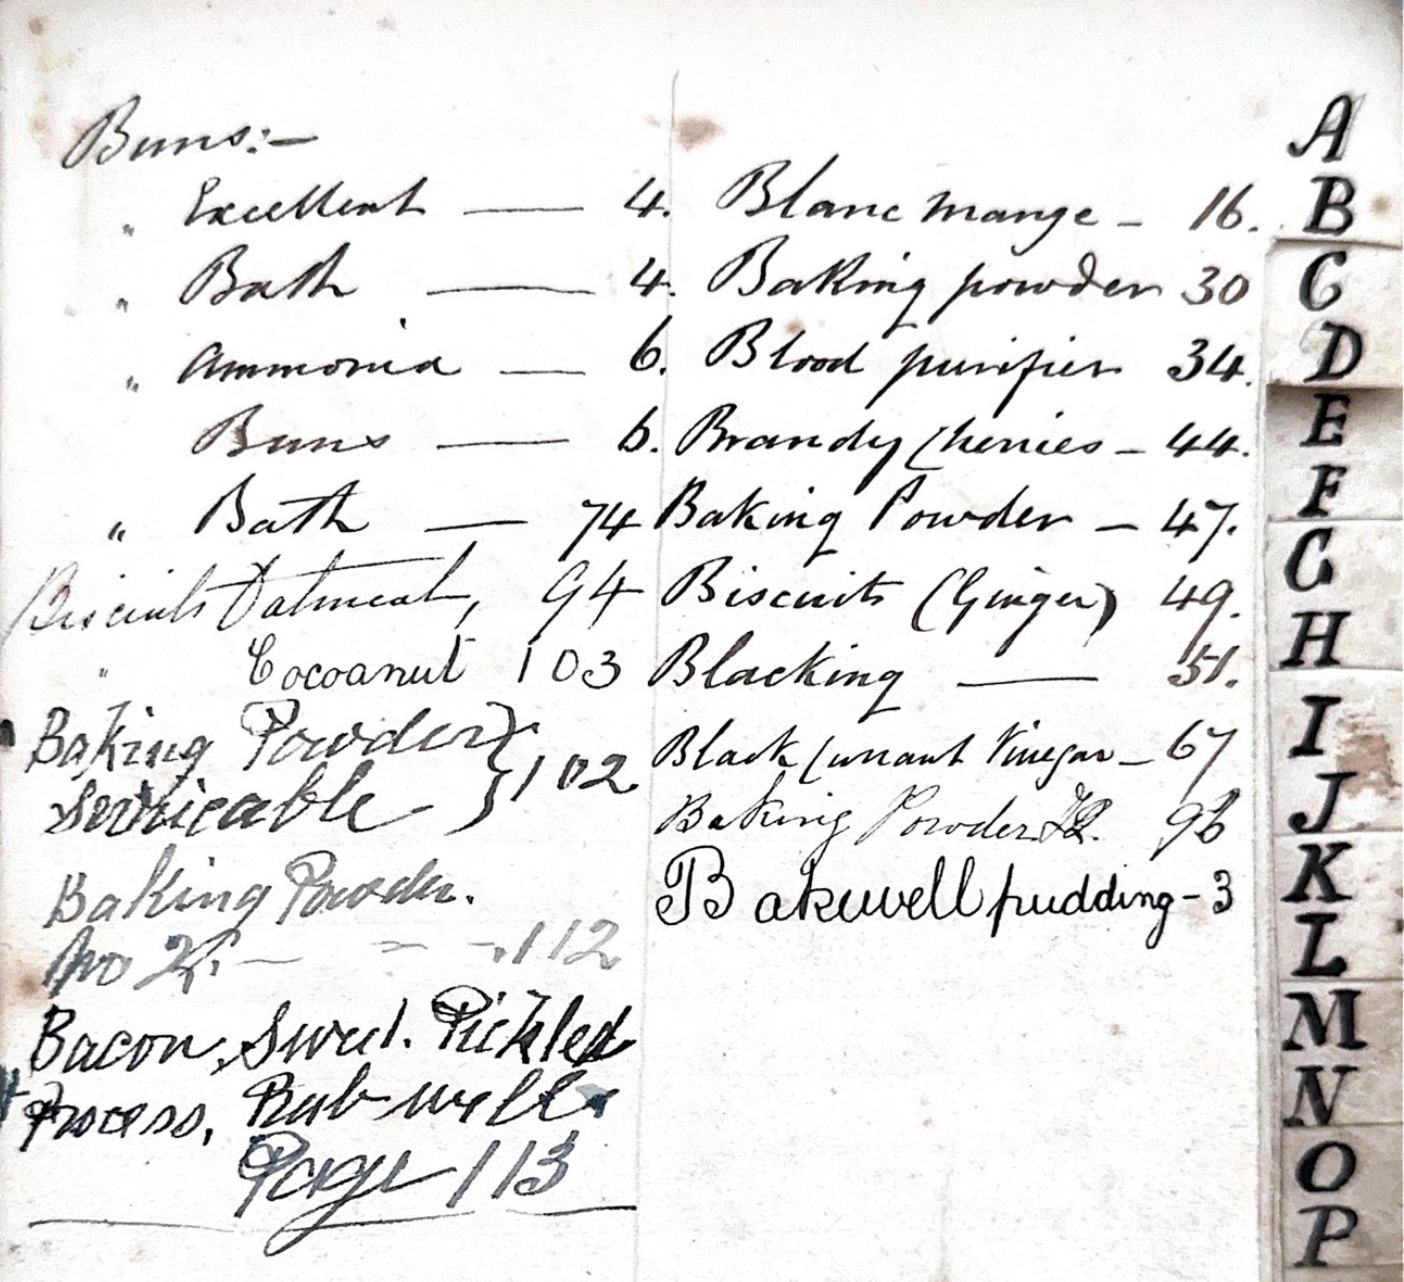 Buns:-
" Excellent — 4.
" Bath — 4.
" Ammonia — 6.
Buns — 6.
" Bath — 74
Biscuits Oatmeal, 94
" Cocoanut 103
Baking Powder }
Servicable } 102
Baking Powder.
No 2. - - - 112
Bacon, Sweet. Pickled
Process, Rub well
Page 113
Blanc mange - 16.
Baking powder 30
Blood purifier 34.
Brandy Cherries - 44.
Baking Powder - 47.
Biscuits (Ginger) 49.
Blacking — 51.
Black Currant Vinegar - 67
Baking Powder 96
Bakewell pudding - 3
A
B
C
D
E
F
G
H
I
J
K
L
M
N
O
P